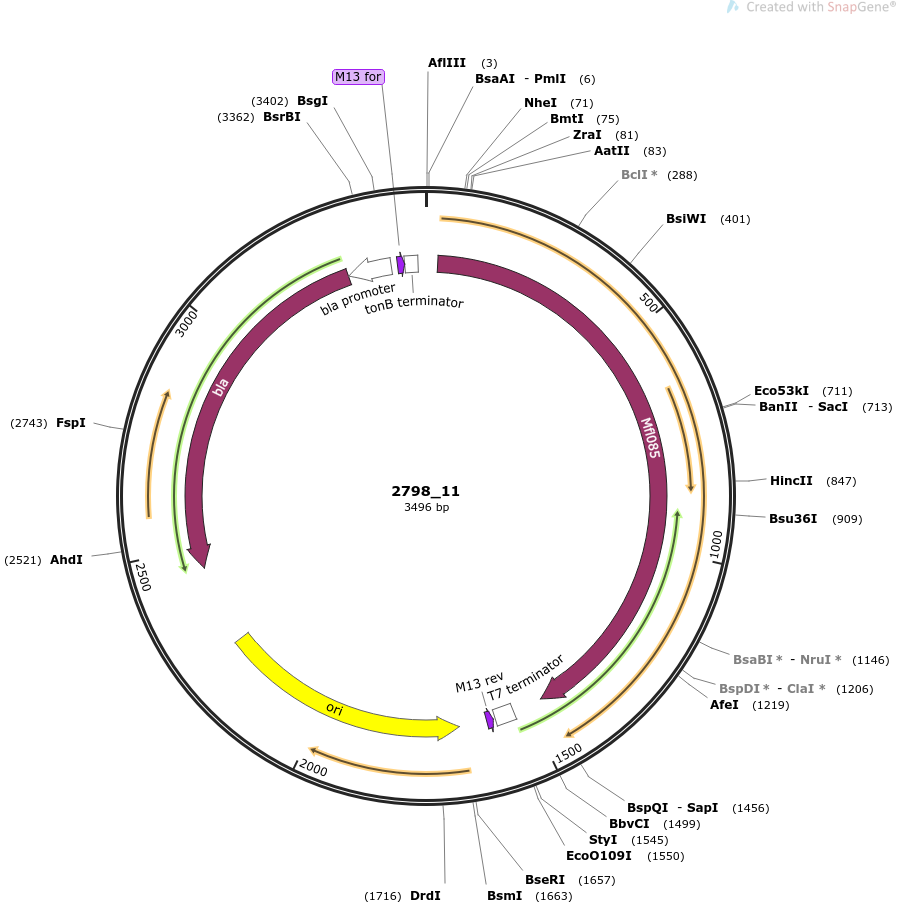 Created with SnapGene®
AflIII (3)
BsaAI - PmlI (6)
NheI (71)
BmtI (75)
ZraI (81)
AatII (83)
BclI * (288)
BsiWI (401)
500
Eco53kI (711)
BanII - SacI (713)
HincII (847)
Bsu36I (909)
1000
BsaBI * - NruI * (1146)
BspDI * - ClaI * (1206)
AfeI (1219)
BspQI - SapI (1456)
BbvCI (1499)
StyI (1545)
EcoO109I (1550)
BseRI (1657)
BsmI (1663)
(1716) DrdI
1500
2000
2500
(2521) AhdI
(2743) FspI
3000
(3362) BsrBI
(3402) BsgI
M13 for
bla promoter
tonB terminator
bla
Mfl085
2798_11
3496 bp
M13 rev
T7 terminator
ori